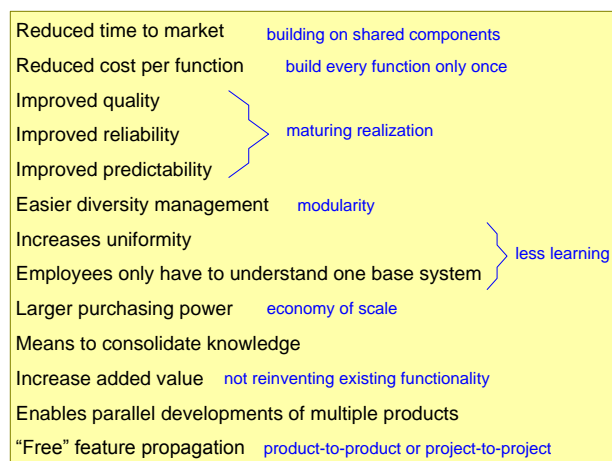 Reduced time to market building on shared components
Reduced cost per function build every function only once
Improved quality
Improved reliability maturing realization
Improved predictability
Easier diversity management modularity
Increases uniformity
less learning
Employees only have to understand one base system
Larger purchasing power economy of scale
Means to consolidate knowledge
Increase added value not reinventing existing functionality
Enables parallel developments of multiple products
“Free” feature propagation product-to-product or project-to-project